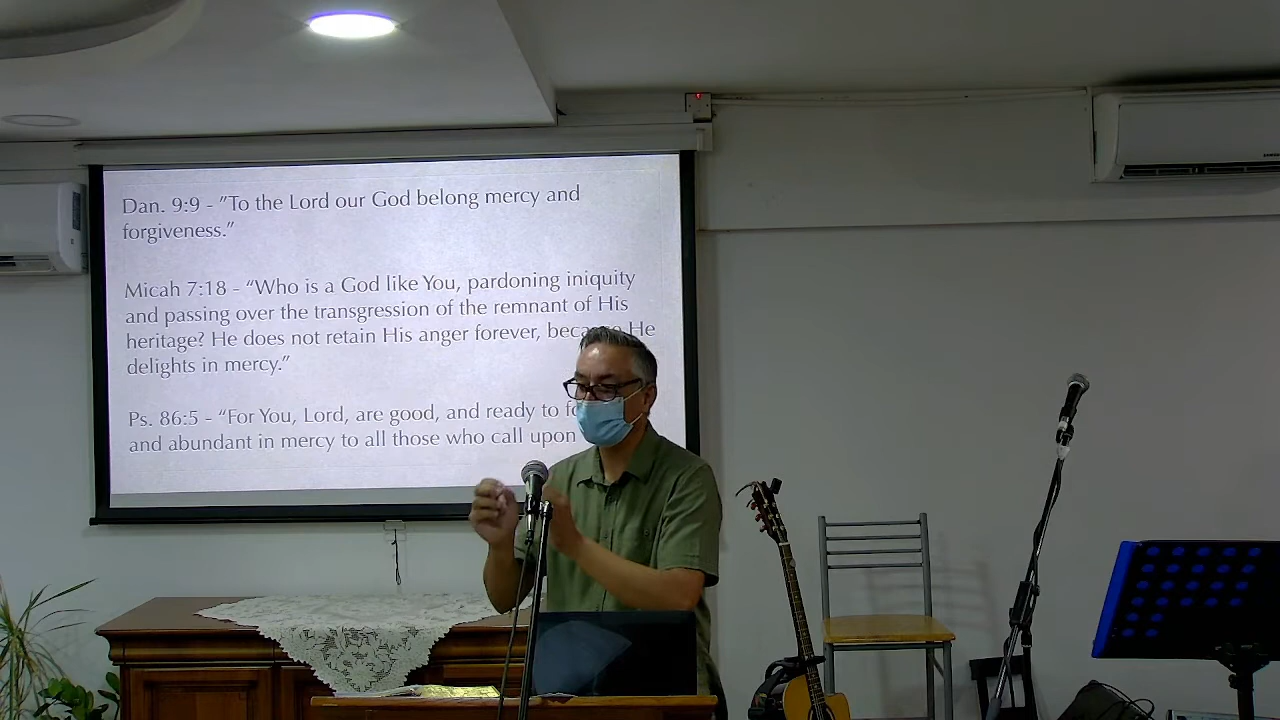 Dan. 9:9 - "To the Lord our God belong mercy and
forgiveness."
Micah 7:18 - "Who is a God like You, pardoning iniquity
and passing over the transgression of the remnant of His
heritage? He does not retain His anger forever, because He
delights in mercy."
Ps. 86:5 - "For You, Lord, are good, and ready to
and abundant in mercy to all those who call upon